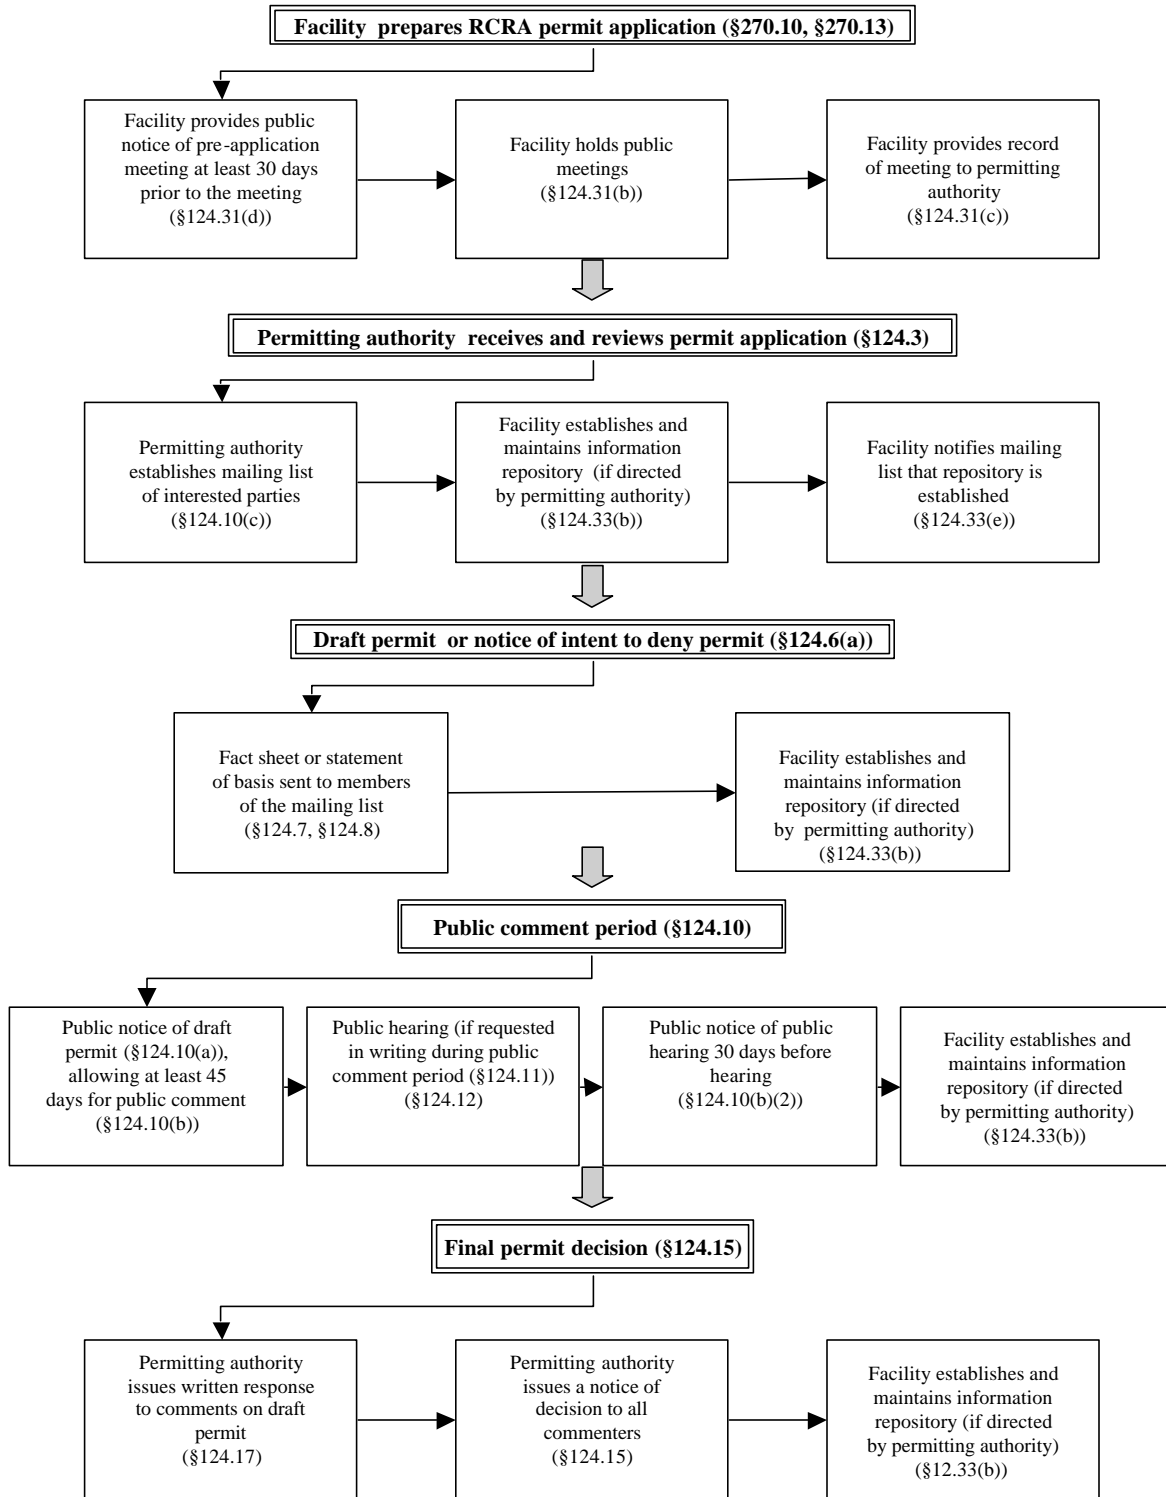 Facility prepares RCRA permit application (§270.10, §270.13)
Facility provides public
notice of pre-application
meeting at least 30 days
prior to the meeting
(§124.31(d))
Facility holds public
meetings
(§124.31(b))
Facility provides record
of meeting to permitting
authority
(§124.31(c))
Permitting authority receives and reviews permit application (§124.3)
Permitting authority
establishes mailing list
of interested parties
(§124.10(c))
Facility establishes and
maintains information
repository (if directed
by permitting authority)
(§124.33(b))
Facility notifies mailing
list that repository is
established
(§124.33(e))
Draft permit or notice of intent to deny permit (§124.6(a))
Fact sheet or statement
of basis sent to members
of the mailing list
(§124.7, §124.8)
Facility establishes and
maintains information
repository (if directed
by permitting authority)
(§124.33(b))
Public comment period (§124.10)
Public notice of draft
permit (§124.10(a)),
allowing at least 45
days for public comment
(§124.10(b))
Public hearing (if requested
in writing during public
comment period (§124.11))
(§124.12)
Public notice of public
hearing 30 days before
hearing
(§124.10(b)(2))
Facility establishes and
maintains information
repository (if directed
by permitting authority)
(§124.33(b))
Final permit decision (§124.15)
Permitting authority
issues written response
to comments on draft
permit
(§124.17)
Permitting authority
issues a notice of
decision to all
commenters
(§124.15)
Facility establishes and
maintains information
repository (if directed
by permitting authority)
(§12.33(b))